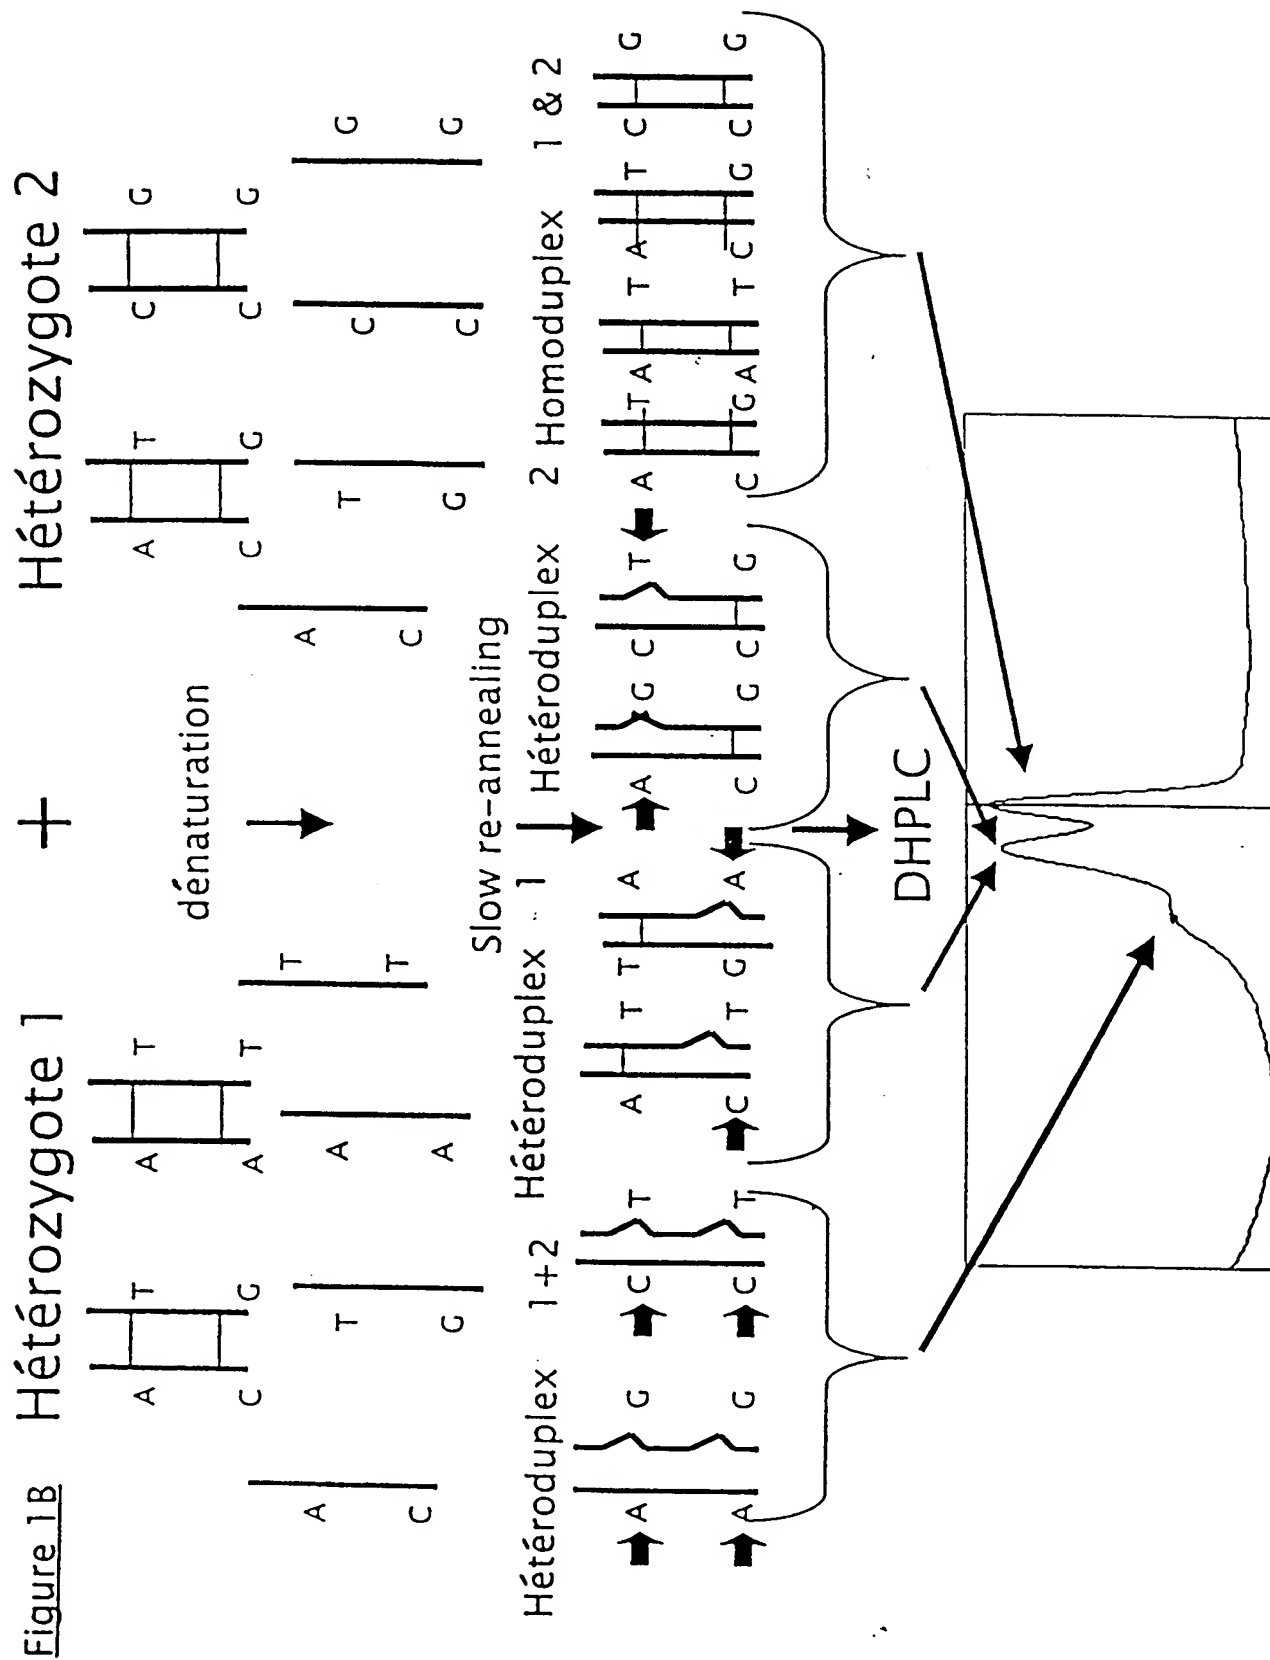 Figure 1B Hétérozygote 1 + Hétérozygote 2
A T A T A T C G
dénaturation
C G A T C G C G
A T A T A T C G
C G A T C G C G
Slow re-annealing
Hétéroduplex 1+2 Hétéroduplex 1 Hétéroduplex 2 Homoduplex 1 & 2
A G C T A T T A A G C T A T A T A T C G
A G C T C T G A C G C G C G A T C G C G
DHPLC